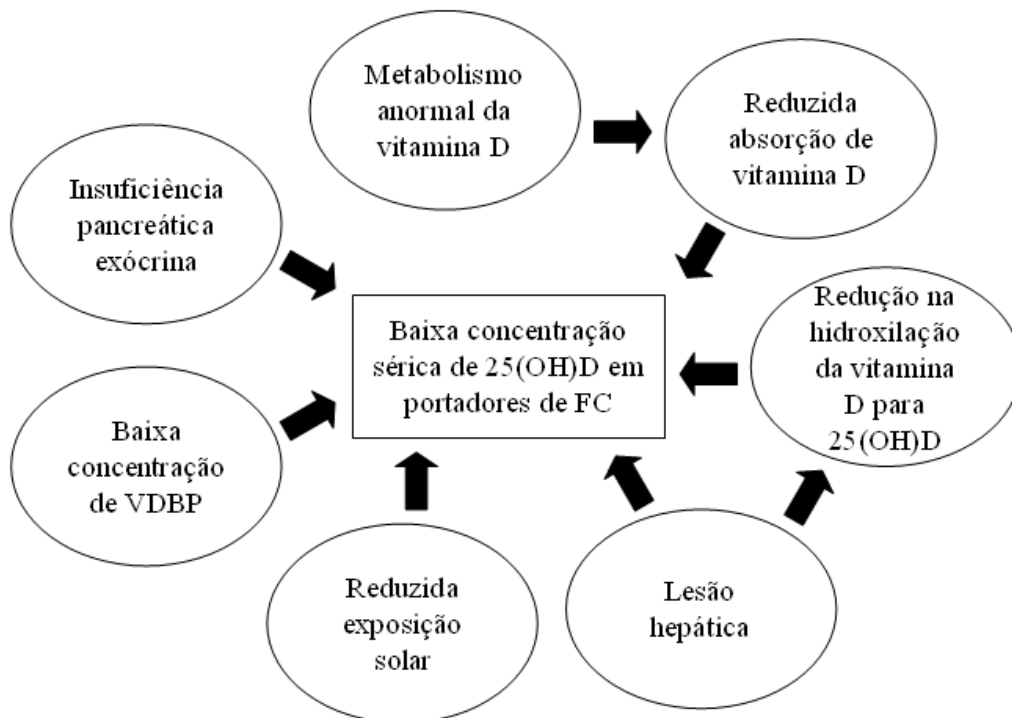 Metabolismo
anormal da
vitamina D
Reduzida
absorção de
vitamina D
Insuficiência
pancreática
exócrina
Baixa concentração
sérica de 25(OH)D em
portadores de FC
Redução na
hidroxilação
da vitamina
D para
25(OH)D
Baixa
concentração
de VDBP
Reduzida
exposição
solar
Lesão
hepática